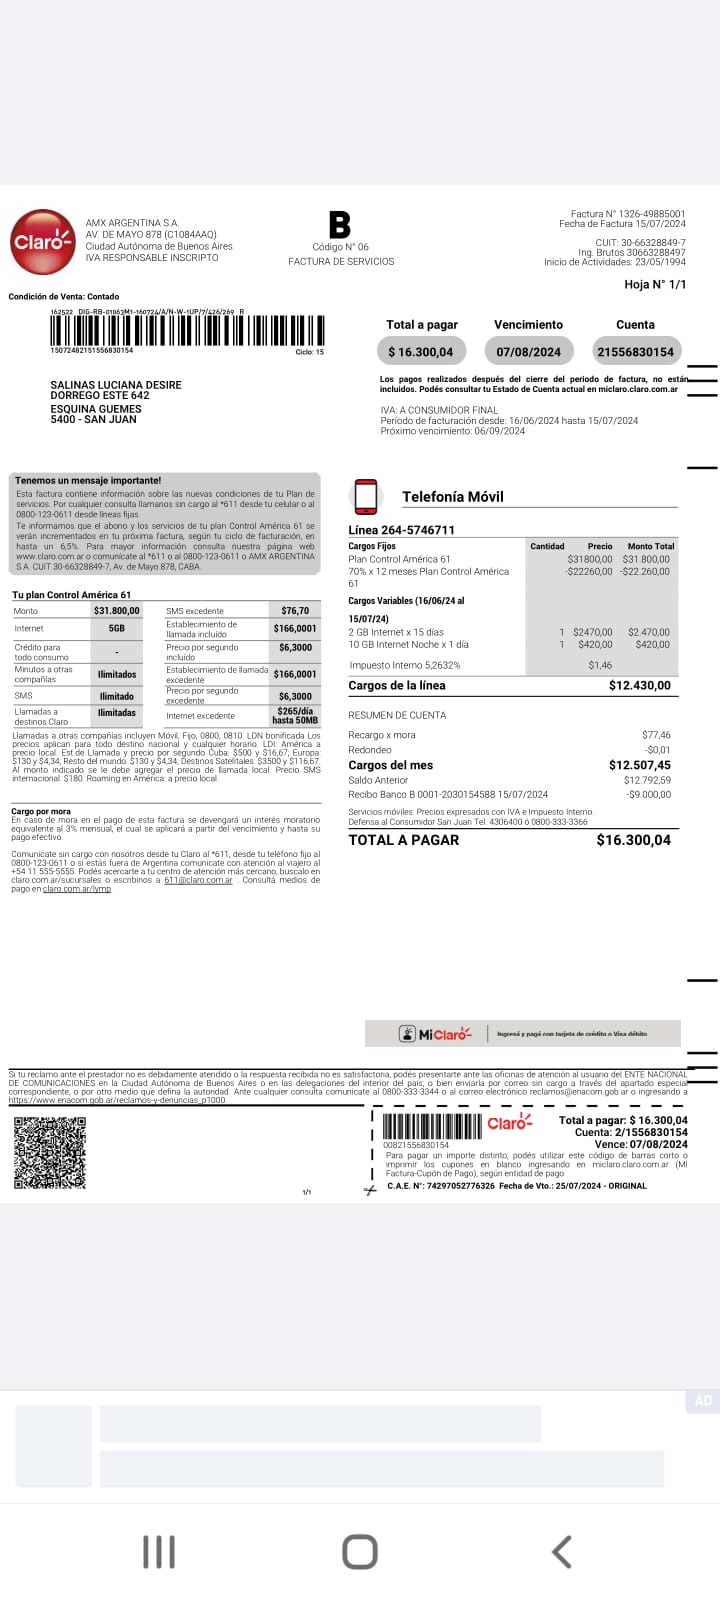 Claro
AMX ARGENTINA S.A.
AV. DE MAYO 878 (C1084AAQ)
Ciudad Autónoma de Buenos Aires
IVA RESPONSABLE INSCRIPTO
B
Código N° 06
FACTURA DE SERVICIOS
Factura N° 1326-49885001
Fecha de Factura 15/07/2024
CUIT: 30-66328849-7
Ing. Brutos 30663288497
Inicio de Actividades: 23/05/1994
Hoja N° 1/1
Condición de Venta: Contado
162522 DIG-RB-01063M1-160724/A/N-W-1UP/7/426/269 R
15072482151556830154
Ciclo: 15
Total a pagar Vencimiento Cuenta
$ 16.300,04 07/08/2024 21556830154
Los pagos realizados después del cierre del periodo de factura, no están
incluidos. Podés consultar tu Estado de Cuenta actual en miclaro.claro.com.ar
SALINAS LUCIANA DESIRE
DORREGO ESTE 642
ESQUINA GUEMES
5400 - SAN JUAN
IVA: A CONSUMIDOR FINAL
Período de facturación desde: 16/06/2024 hasta 15/07/2024
Próximo vencimiento: 06/09/2024
Tenemos un mensaje importante!
Esta factura contiene información sobre las nuevas condiciones de tu Plan de
servicios. Por cualquier consulta llamanos sin cargo al *611 desde tu celular o al
0800-123-0611 desde líneas fijas.
Te informamos que el abono y los servicios de tu plan Control América 61 se
verán incrementados en tu próxima factura, según tu ciclo de facturación, en
hasta un 6,5%. Para mayor información consulta nuestra página web
www.claro.com.ar o comunícate al *611 o al 0800-123-0611 o AMX ARGENTINA
S.A. CUIT 30-66328849-7, Av. de Mayo 878, CABA.
Tu plan Control América 61
Monto $31.800,00 SMS excedente $76,70
Internet 5GB Establecimiento de
llamada incluído $166,0001
Crédito para
todo consumo - Precio por segundo
incluído $6,3000
Minutos a otras
compañías Ilimitados Establecimiento de llamada
excedente $166,0001
SMS Ilimitado Precio por segundo
excedente $6,3000
Llamadas a
destinos Claro Ilimitadas Internet excedente $265/día
hasta 50MB
Llamadas a otras compañías incluyen Móvil, Fijo, 0800, 0810. LDN bonificada Los
precios aplican para todo destino nacional y cualquier horario. LDI: América a
precio local. Est de Llamada y precio por segundo Cuba: $500 y $16,67; Europa:
$130 y $4,34; Resto del mundo: $130 y $4,34; Destinos Satelitales: $3500 y $116,67.
Al monto indicado se le debe agregar el precio de llamada local. Precio SMS
internacional: $180. Roaming en América: a precio local.
Cargo por mora
En caso de mora en el pago de esta factura se devengará un interés moratorio
equivalente al 3% mensual, el cual se aplicará a partir del vencimiento y hasta su
pago efectivo.
Comunicate sin cargo con nosotros desde tu Claro al *611, desde tu teléfono fijo al
0800-123-0611 o si estás fuera de Argentina comunicate con atención al viajero al
+54 11 555-5555. Podés acercarte a tu centro de atención más cercano, buscalo en
claro.com.ar/sucursales o escribinos a 611@claro.com.ar . Consultá medios de
pago en claro.com.ar/lymp
Telefonía Móvil
Línea 264-5746711
Cargos Fijos Cantidad Precio Monto Total
Plan Control América 61 $31800,00 $31.800,00
70% x 12 meses Plan Control América
61 -$22260,00 -$22.260,00
Cargos Variables (16/06/24 al
15/07/24)
2 GB Internet x 15 días 1 $2470,00 $2.470,00
10 GB Internet Noche x 1 día 1 $420,00 $420,00
Impuesto Interno 5,2632% $1,46
Cargos de la línea $12.430,00
RESUMEN DE CUENTA
Recargo x mora $77,46
Redondeo -$0,01
Cargos del mes $12.507,45
Saldo Anterior $12.792,59
Recibo Banco B 0001-2030154588 15/07/2024 -$9.000,00
Servicios móviles: Precios expresados con IVA e Impuesto Interno.
Defensa al Consumidor San Juan Tel. 4306400 ó 0800-333-3366
TOTAL A PAGAR $16.300,04
MiClaro Ingresá y pagá con tarjeta de crédito o Visa débito
Si tu reclamo ante el prestador no es debidamente atendido o la respuesta recibida no es satisfactoria, podés presentarte ante las oficinas de atención al usuario del ENTE NACIONAL
DE COMUNICACIONES en la Ciudad Autónoma de Buenos Aires o en las delegaciones del interior del país; o bien enviarla por correo sin cargo a través del apartado especial
correspondiente, o por otro medio que defina la autoridad. Ante cualquier consulta comunicate al 0800-333-3344 o al correo electrónico reclamos@enacom.gob.ar o ingresando a
https://www.enacom.gob.ar/reclamos-y-denuncias_p1000
00821556830154
Claro
Total a pagar: $ 16.300,04
Cuenta: 2/1556830154
Vence: 07/08/2024
Para pagar un importe distinto, podés utilizar este código de barras corto o
imprimir los cupones en blanco ingresando en miclaro.claro.com.ar (MI
Factura-Cupón de Pago), según entidad de pago
C.A.E. N°: 74297052776326 Fecha de Vto.: 25/07/2024 - ORIGINAL
1/1
AD